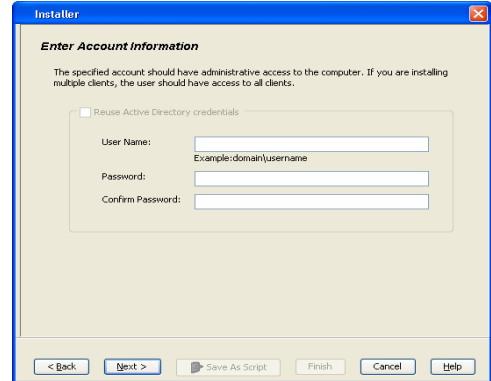 Installer
Enter Account Information
The specified account should have administrative access to the computer. If you are installing
multiple clients, the user should have access to all clients.
Reuse Active Directory credentials
User Name:
Example:domain\username
Password:
Confirm Password:
< Back Next > Save As Script Finish Cancel Help